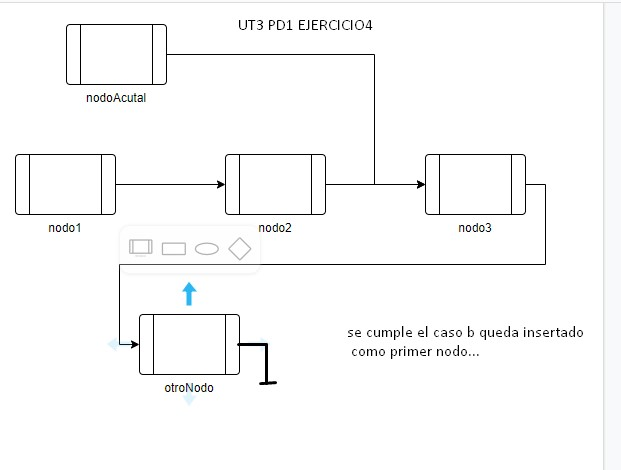 UT3 PD1 EJERCICIO4
nodoAcutal
nodo1
nodo2
nodo3
se cumple el caso b queda insertado
como primer nodo...
otroNodo